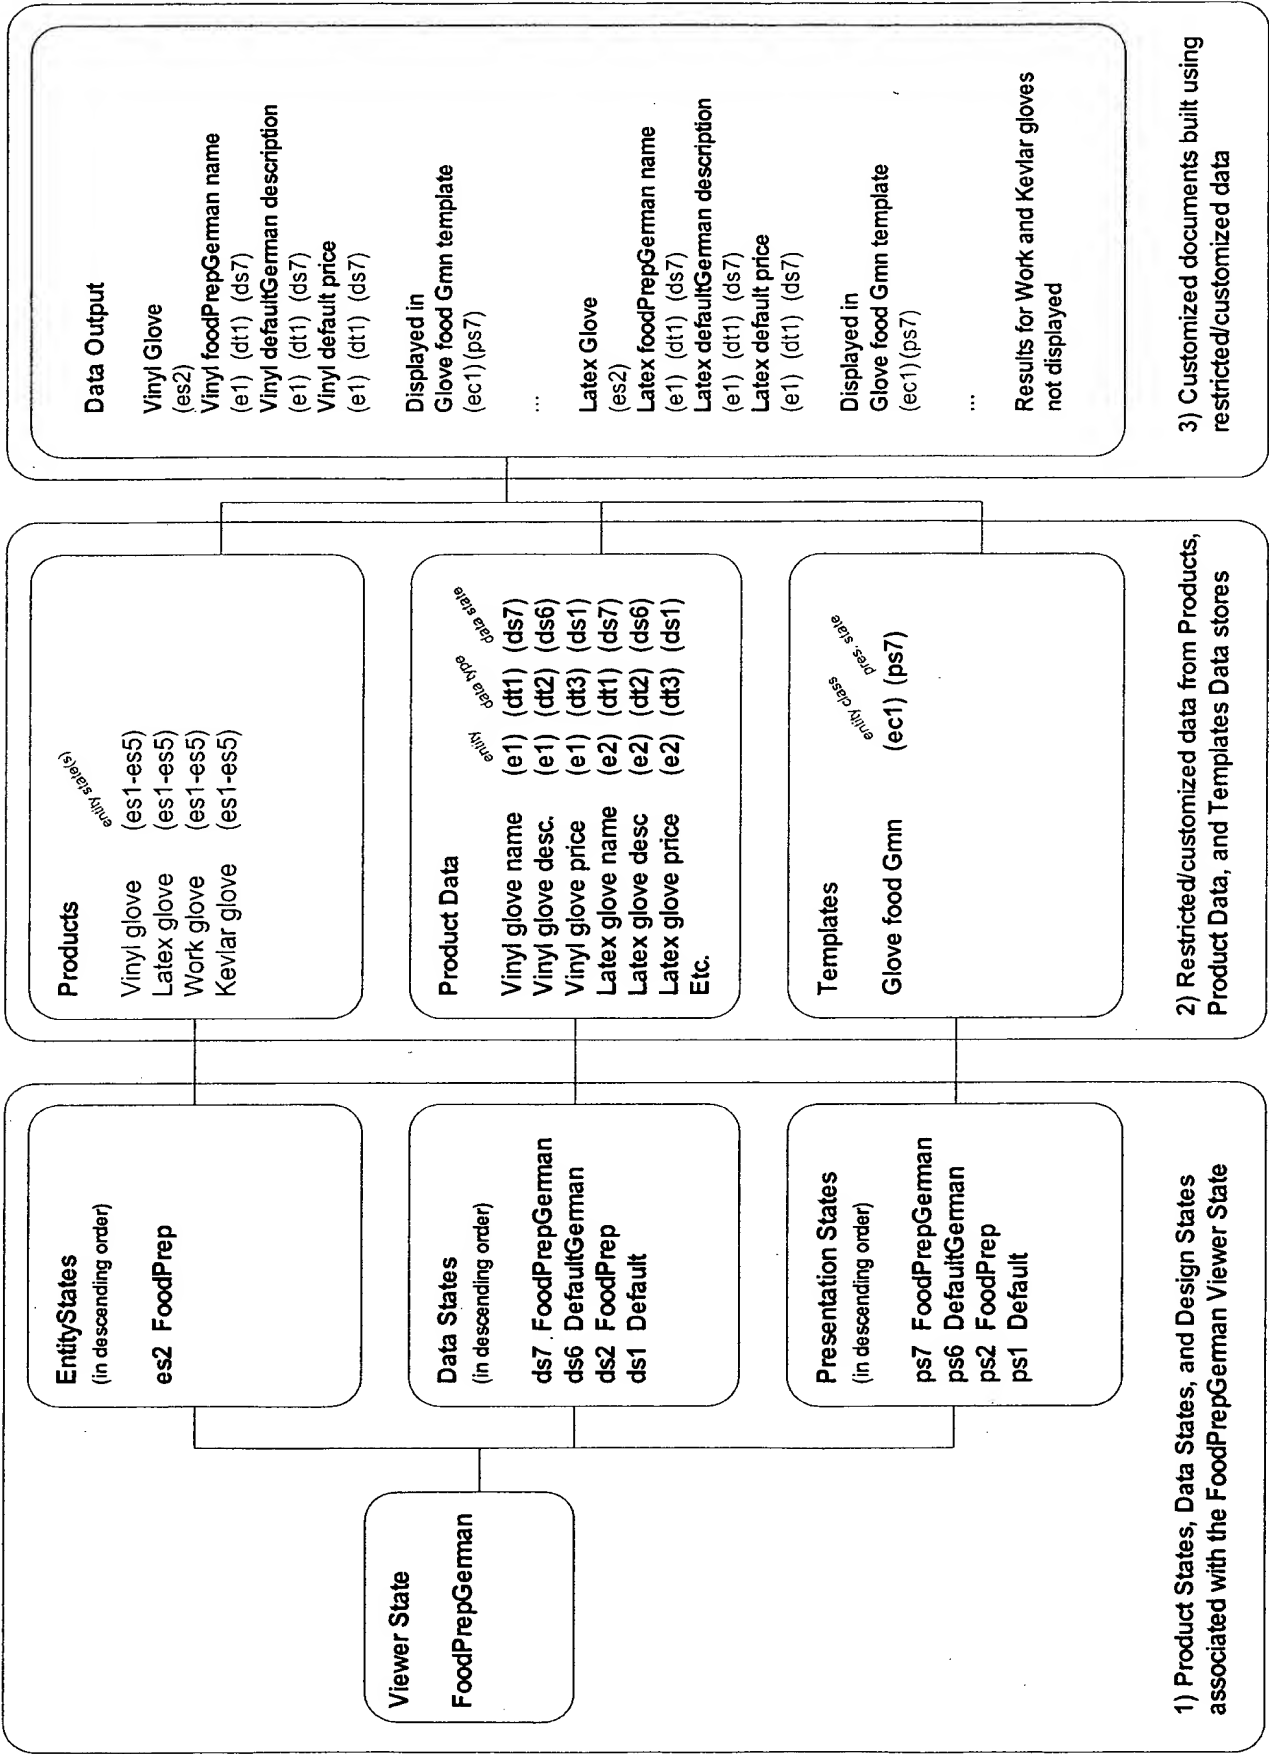 Viewer State
FoodPrepGerman
EntityStates
(in descending order)
es2 FoodPrep
Data States
(in descending order)
ds7 . FoodPrepGerman
ds6 DefaultGerman
ds2 FoodPrep
ds1 Default
Presentation States
(in descending order)
ps7 FoodPrepGerman
ps6 DefaultGerman
ps2 FoodPrep
ps1 Default
1) Product States, Data States, and Design States
associated with the FoodPrepGerman Viewer State
Products
entity state(s)
Vinyl glove (es1-es5)
Latex glove (es1-es5)
Work glove (es1-es5)
Kevlar glove (es1-es5)
Product Data
entity data type data state
Vinyl glove name (e1) (dt1) (ds7)
Vinyl glove desc. (e1) (dt2) (ds6)
Vinyl glove price (e1) (dt3) (ds1)
Latex glove name (e2) (dt1) (ds7)
Latex glove desc (e2) (dt2) (ds6)
Latex glove price (e2) (dt3) (ds1)
Etc.
Templates
entity class pres. state
Glove food Gmn (ec1) (ps7)
2) Restricted/customized data from Products,
Product Data, and Templates Data stores
Data Output
Vinyl Glove
(es2)
Vinyl foodPrepGerman name
(e1) (dt1) (ds7)
Vinyl defaultGerman description
(e1) (dt1) (ds7)
Vinyl default price
(e1) (dt1) (ds7)
Displayed in
Glove food Gmn template
(ec1)(ps7)
...
Latex Glove
(es2)
Latex foodPrepGerman name
(e1) (dt1) (ds7)
Latex defaultGerman description
(e1) (dt1) (ds7)
Latex default price
(e1) (dt1) (ds7)
Displayed in
Glove food Gmn template
(ec1)(ps7)
...
Results for Work and Kevlar gloves
not displayed
3) Customized documents built using
restricted/customized data